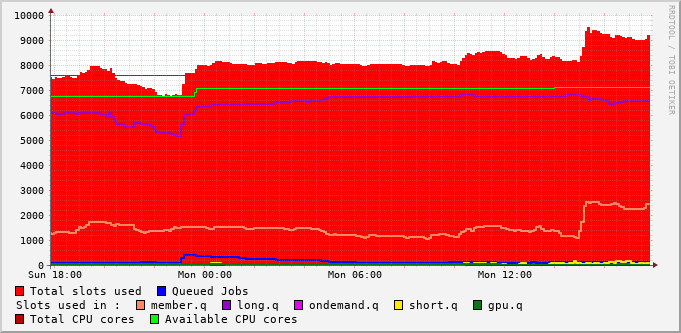 10000
9000
8000
7000
6000
5000
4000
3000
2000
1000
0
Sun 18:00 Mon 00:00 Mon 06:00 Mon 12:00
RRDTOOL / TOBI OETIKER
Total slots used Queued Jobs
Slots used in : member.q long.q ondemand.q short.q gpu.q
Total CPU cores Available CPU cores